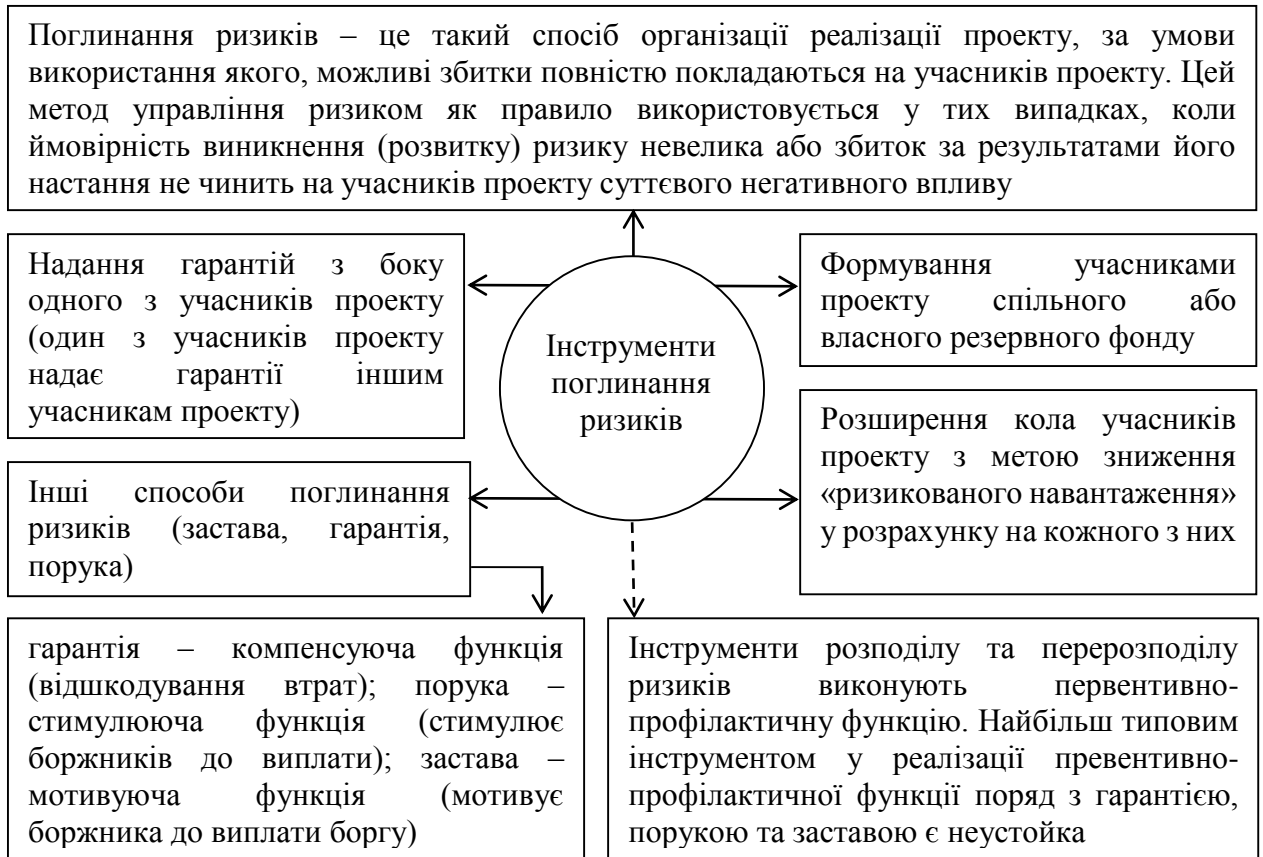 Поглинання ризиків – це такий спосіб організації реалізації проекту, за умови
використання якого, можливі збитки повністю покладаються на учасників проекту. Цей
метод управління ризиком як правило використовується у тих випадках, коли
ймовірність виникнення (розвитку) ризику невелика або збиток за результатами його
настання не чинить на учасників проекту суттєвого негативного впливу
Надання гарантій з боку
одного з учасників проекту
(один з учасників проекту
надає гарантії іншим
учасникам проекту)
Інструменти
поглинання
ризиків
Формування учасниками
проекту спільного або
власного резервного фонду
Розширення кола учасників
проекту з метою зниження
«ризикованого навантаження»
у розрахунку на кожного з них
Інші способи поглинання
ризиків (застава, гарантія,
порука)
гарантія – компенсуюча функція
(відшкодування втрат); порука –
стимулююча функція (стимулює
боржників до виплати); застава –
мотивуюча функція (мотивує
боржника до виплати боргу)
Інструменти розподілу та перерозподілу
ризиків виконують первентивно-
профілактичну функцію. Найбільш типовим
інструментом у реалізації превентивно-
профілактичної функції поряд з гарантією,
порукою та заставою є неустойка